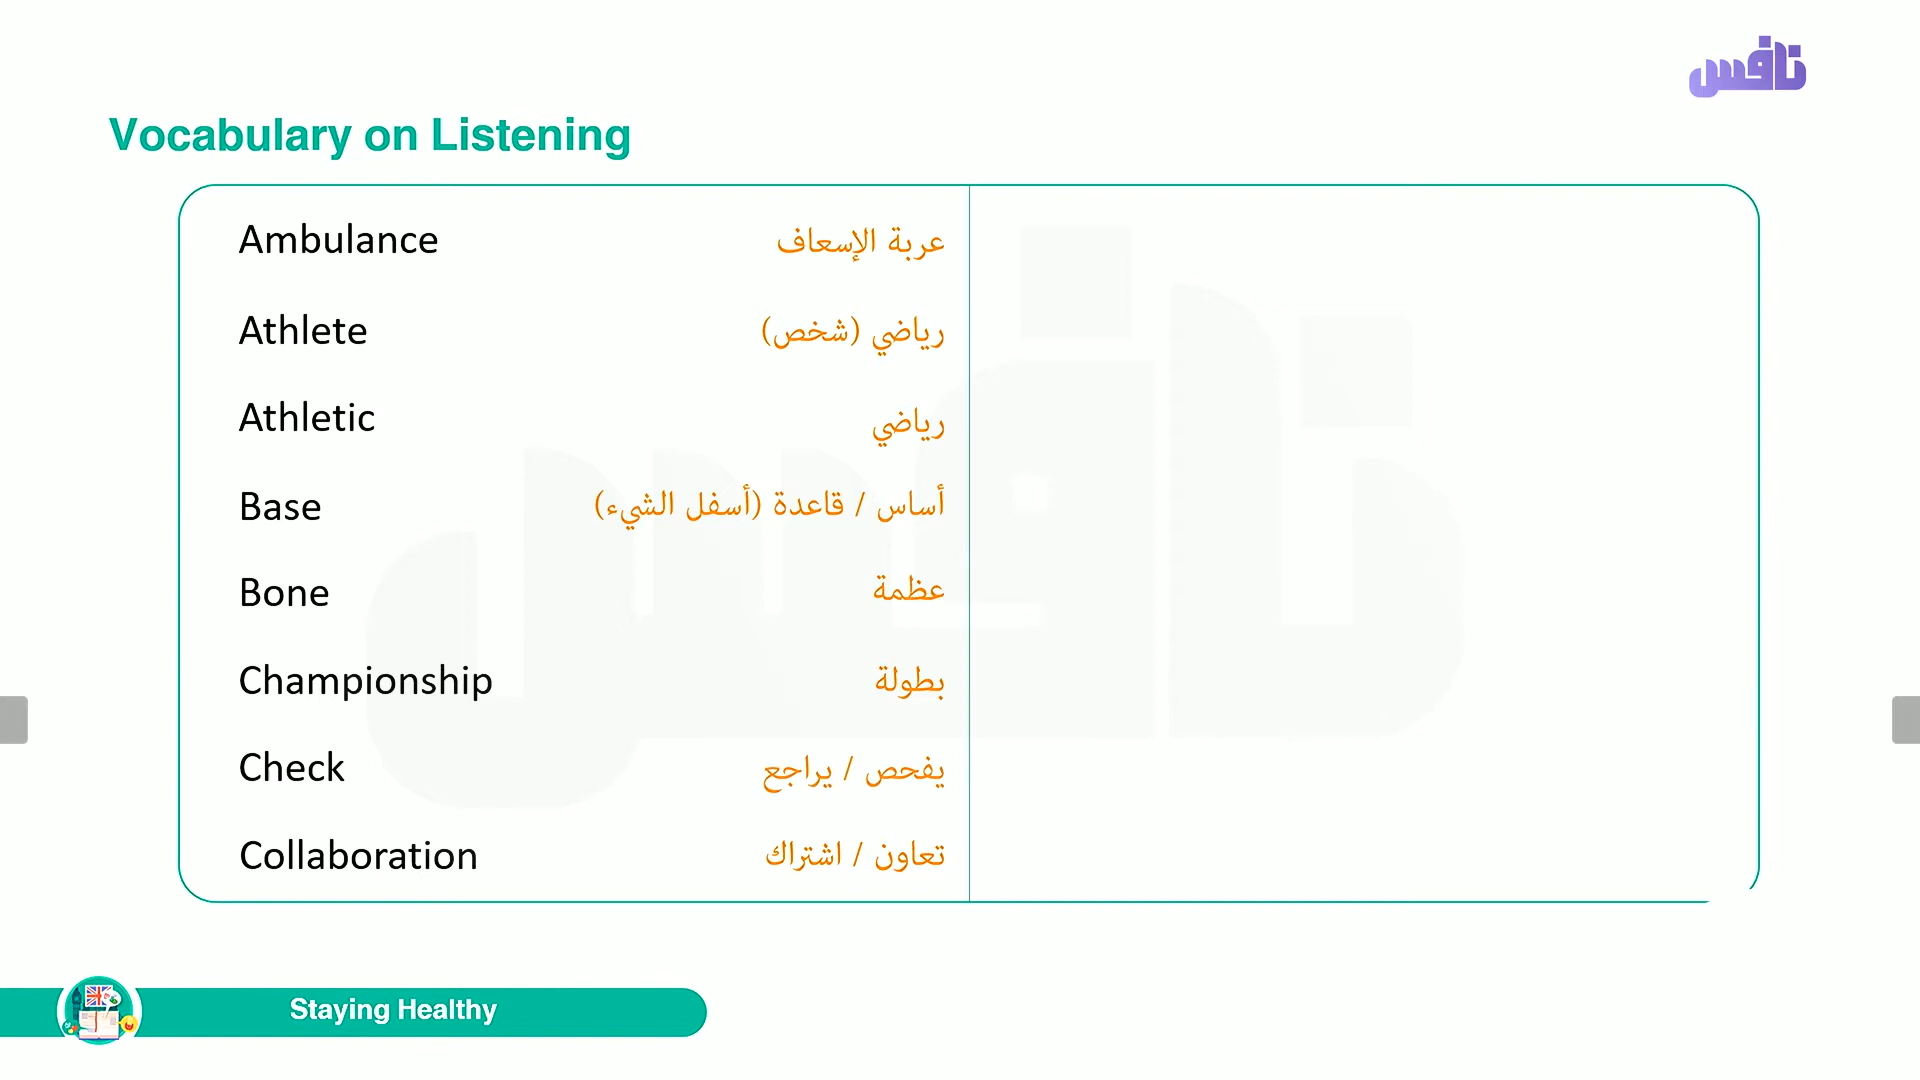 نافس
Vocabulary on Listening
Ambulance عربة الإسعاف
Athlete رياضي (شخص)
Athletic رياضي
Base أساس / قاعدة (أسفل الشيء)
Bone عظمة
Championship بطولة
Check يفحص / يراجع
Collaboration تعاون / اشتراك
Staying Healthy